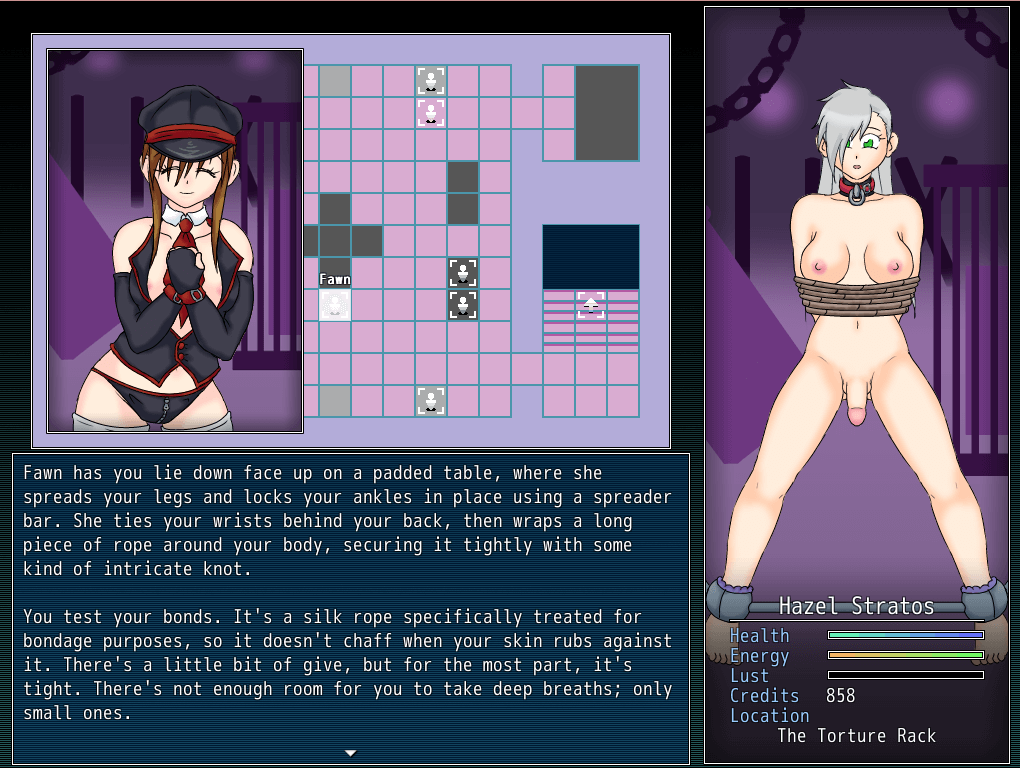 Fawn
Fawn has you lie down face up on a padded table, where she
spreads your legs and locks your ankles in place using a spreader
bar. She ties your wrists behind your back, then wraps a long
piece of rope around your body, securing it tightly with some
kind of intricate knot.
You test your bonds. It's a silk rope specifically treated for
bondage purposes, so it doesn't chaff when your skin rubs against
it. There's a little bit of give, but for the most part, it's
tight. There's not enough room for you to take deep breaths; only
small ones.
Hazel Stratos
Health
Energy
Lust
Credits 858
Location
The Torture Rack